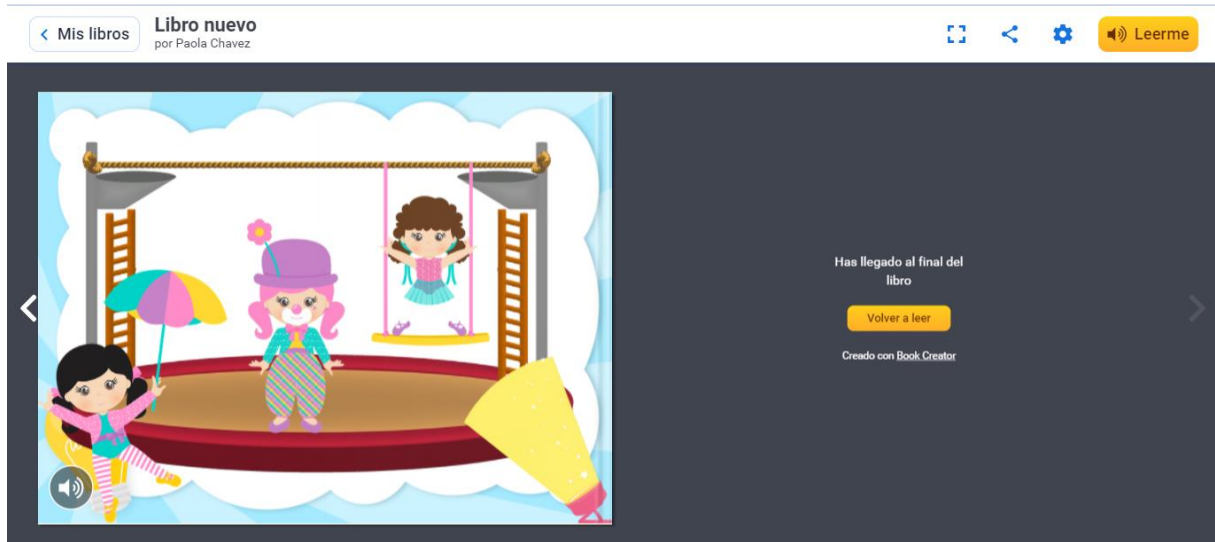 Mis libros
Libro nuevo
por Paola Chavez
Leerme
Has llegado al final del
libro
Volver a leer
Creado con Book Creator